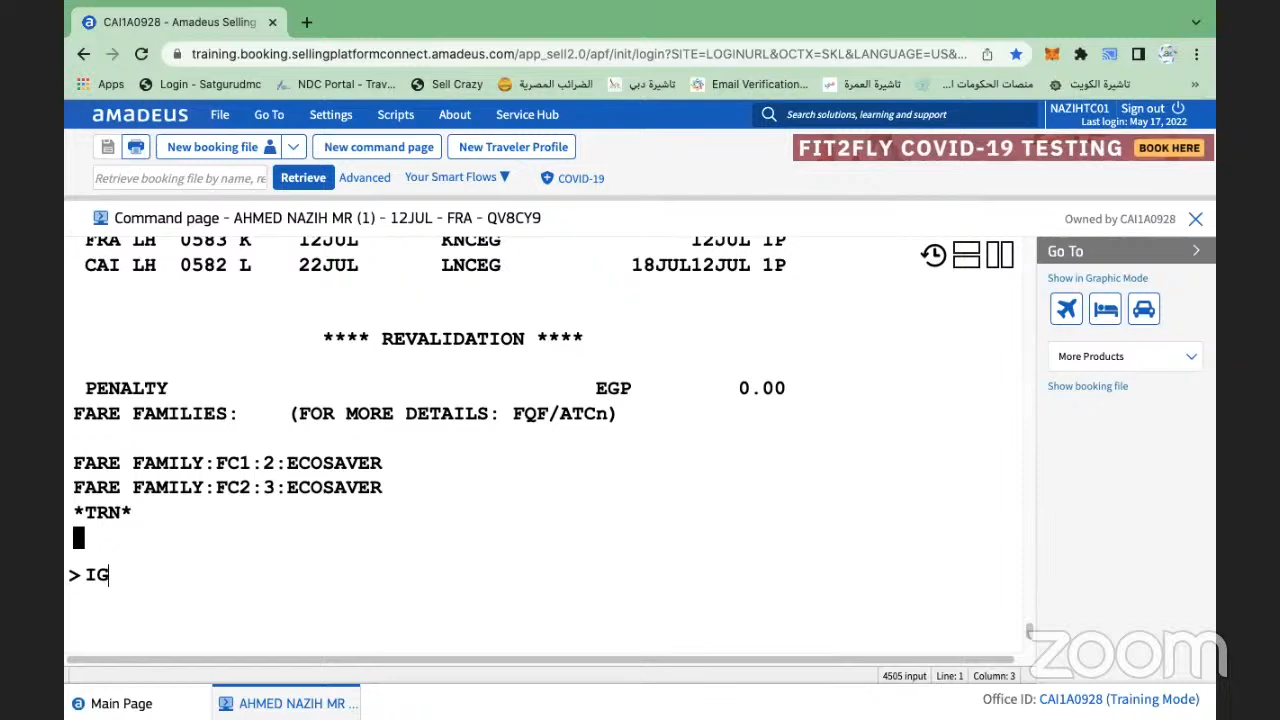 CAI1A0928 - Amadeus Selling
training.booking.sellingplatformconnect.amadeus.com/app_sell2.0/apf/init/login?SITE=LOGINURL&OCTX=SKL&LANGUAGE=US&...
Apps Login - Satgurudmc NDC Portal - Trav... Sell Crazy الضرائب المصرية تاشيرة دبي Email Verification... تاشيرة العمرة منصات الحكومات ا... تاشيرة الكويت »
amadeus File Go To Settings Scripts About Service Hub Search solutions, learning and support NAZIHTC01 Sign out
Last login: May 17, 2022
New booking file New command page New Traveler Profile FIT2FLY COVID-19 TESTING BOOK HERE
Retrieve booking file by name, re Retrieve Advanced Your Smart Flows ▼ COVID-19
Command page - AHMED NAZIH MR (1) - 12JUL - FRA - QV8CY9 Owned by CAI1A0928
FRA LH 0583 K 12JUL KNCEG 12JUL 1P
CAI LH 0582 L 22JUL LNCEG 18JUL12JUL 1P
Go To
Show in Graphic Mode
**** REVALIDATION ****
More Products
PENALTY EGP 0.00
Show booking file
FARE FAMILIES: (FOR MORE DETAILS: FQF/ATCn)
FARE FAMILY:FC1:2:ECOSAVER
FARE FAMILY:FC2:3:ECOSAVER
*TRN*
> IG
zoom
4505 input Line: 1 Column: 3
Main Page AHMED NAZIH MR ... Office ID: CAI1A0928 (Training Mode)